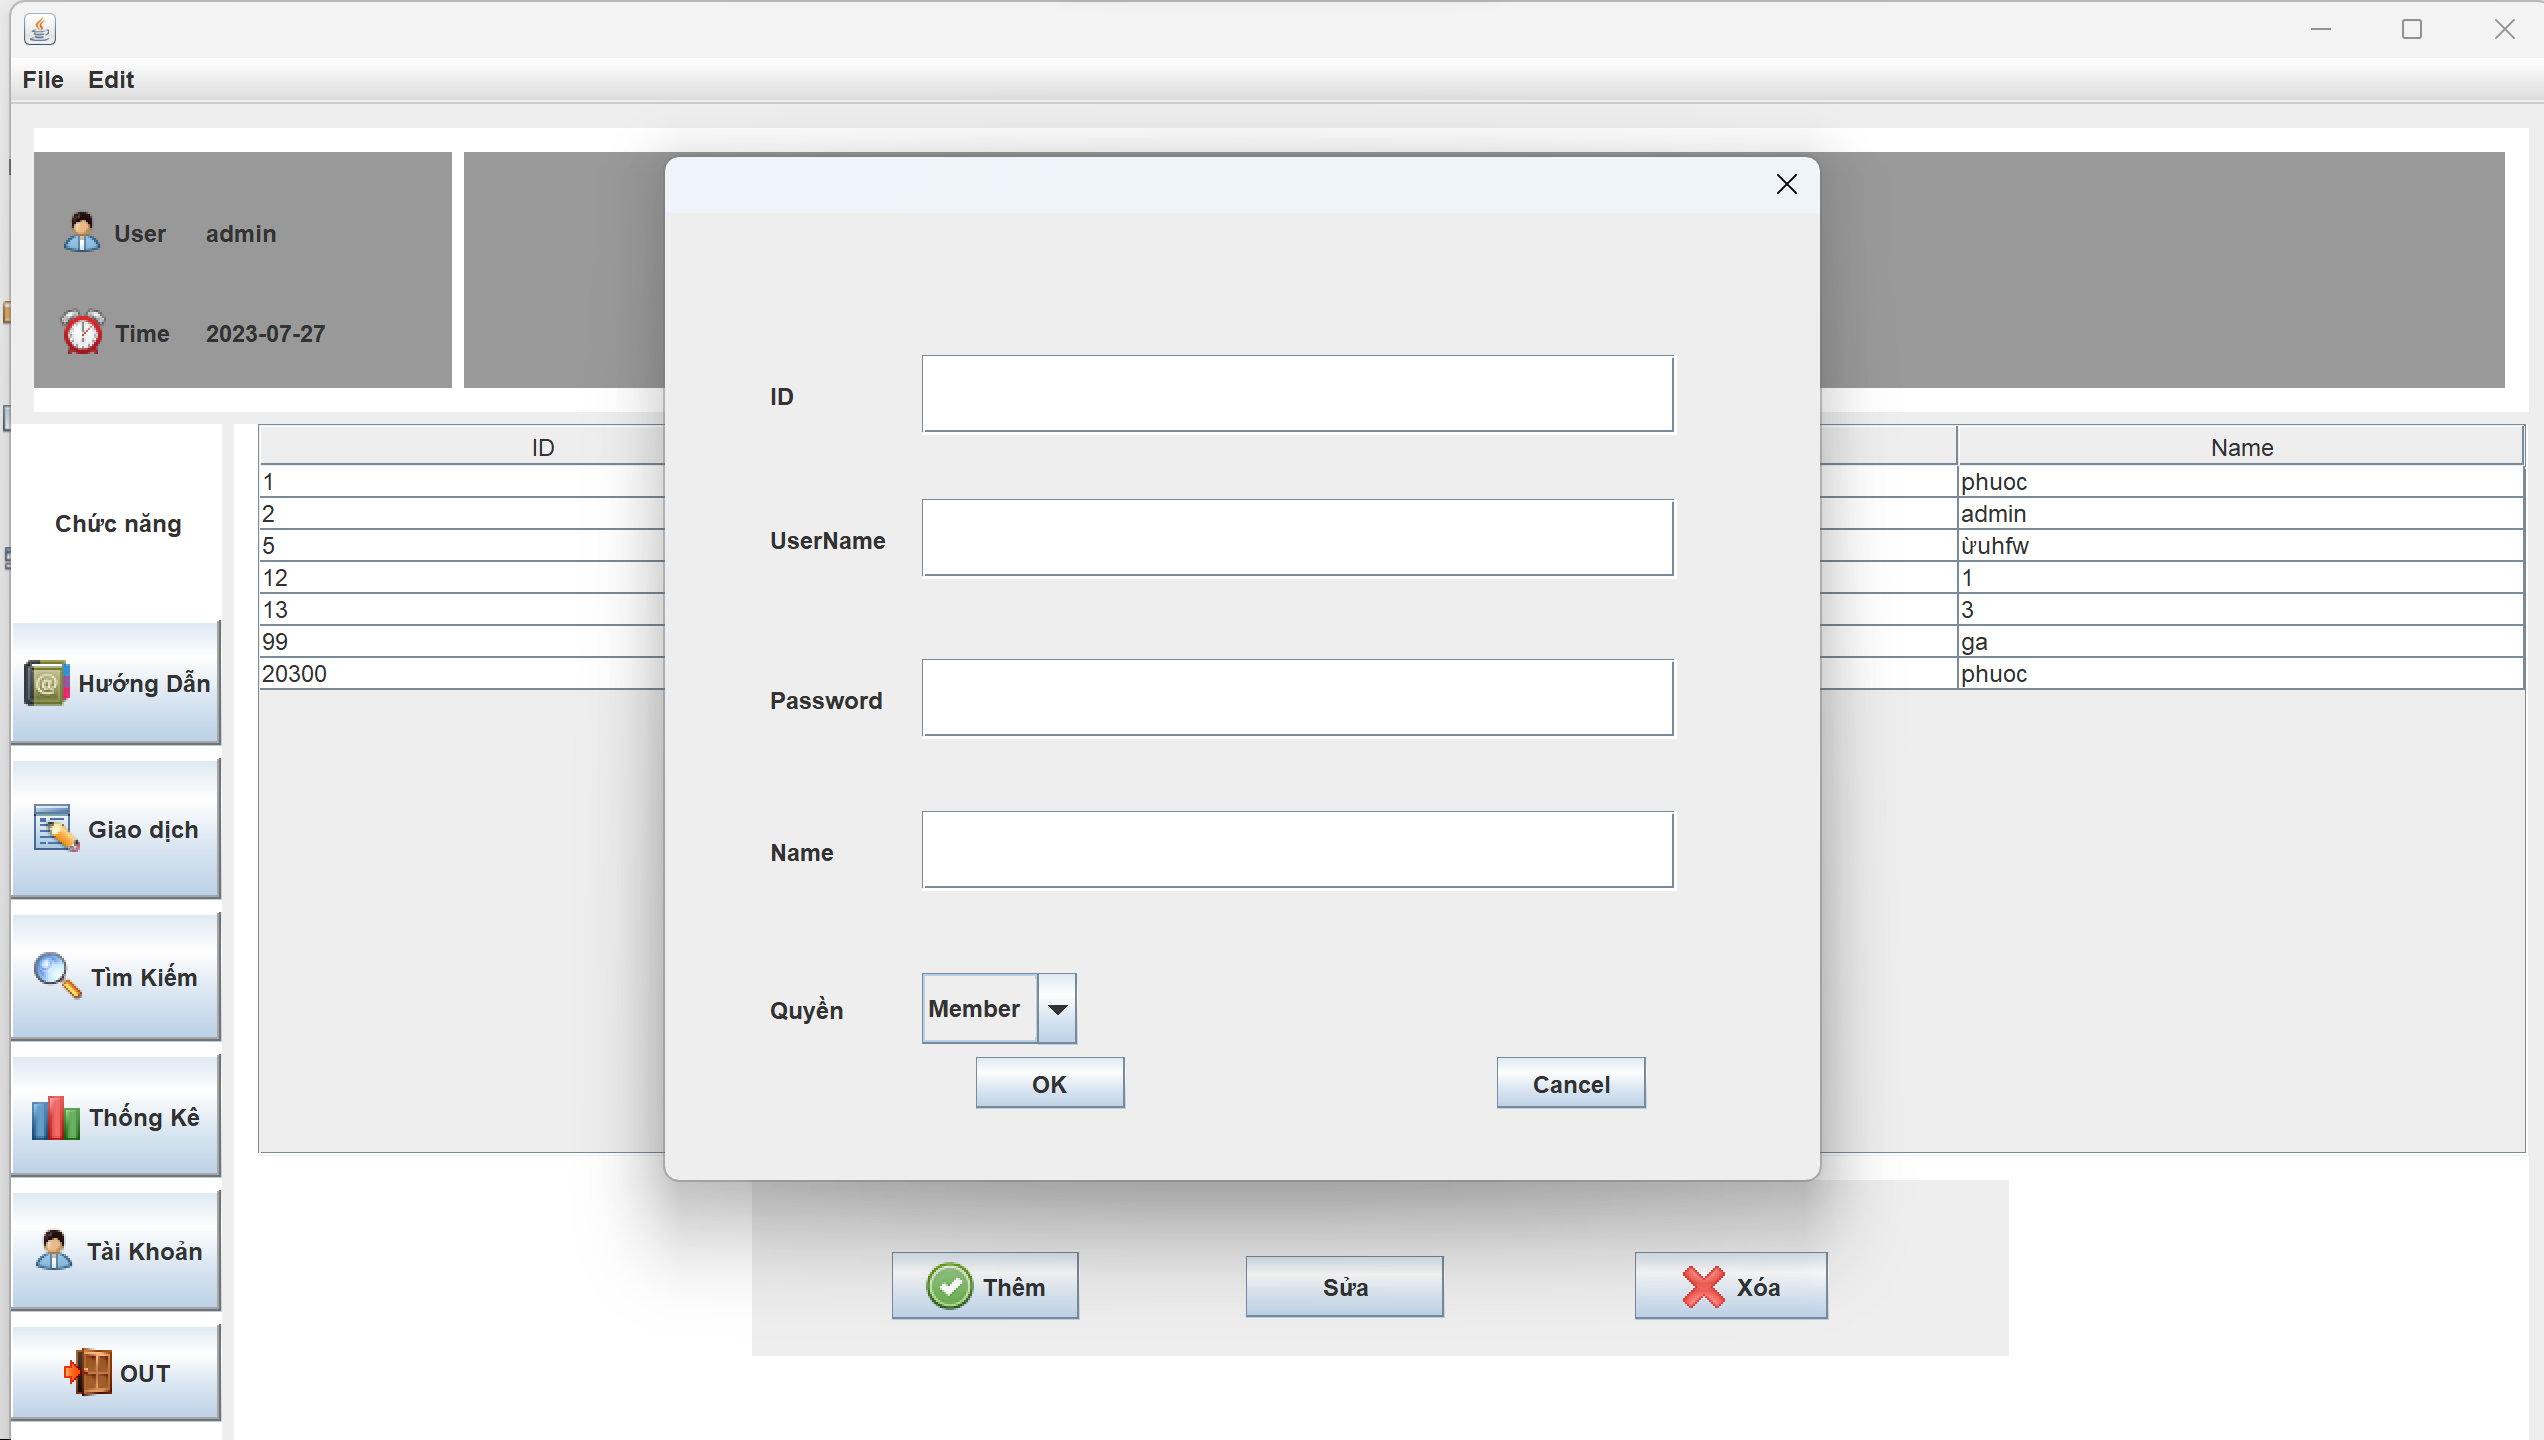 File Edit
User admin
Time 2023-07-27
Chức năng
Hướng Dẫn
Giao dịch
Tìm Kiếm
Thống Kê
Tài Khoản
OUT
ID Name
1 phuoc
2 admin
5 ừuhfw
12 1
13 3
99 ga
20300 phuoc
ID
UserName
Password
Name
Quyền Member
OK Cancel
Thêm Sửa Xóa